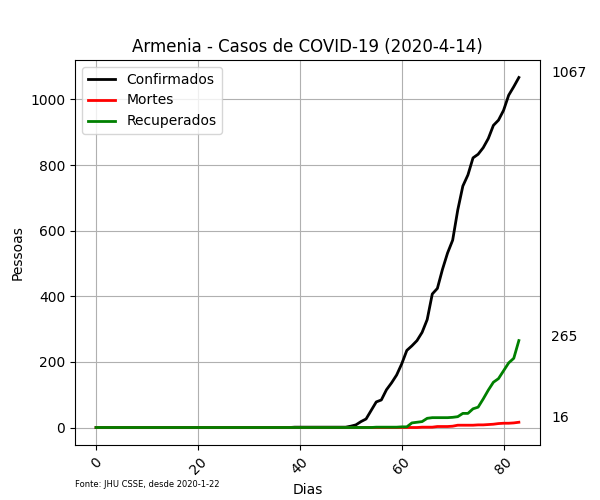 Armenia - Casos de COVID-19 (2020-4-14)
Confirmados
Mortes
Recuperados
1067
265
16
Pessoas
1000
800
600
400
200
0
0 20 40 60 80
Dias
Fonte: JHU CSSE, desde 2020-1-22